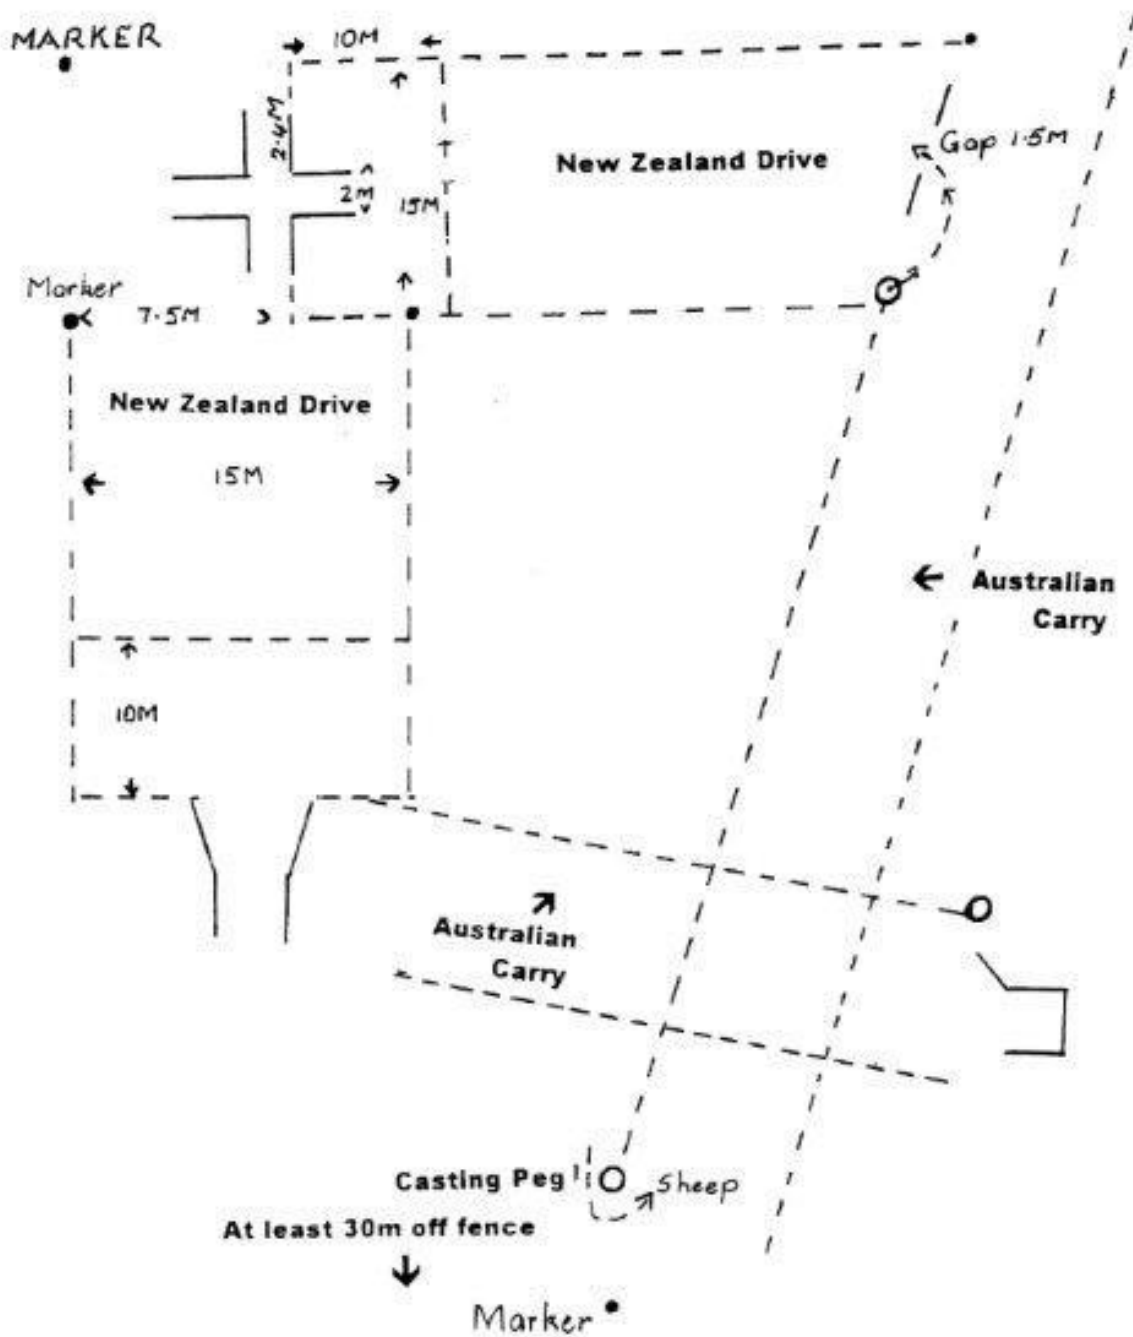 MARKER
10M
2.4M
Gap 1.5M
New Zealand Drive
2M
15M
Marker
7.5M
New Zealand Drive
15M
Australian
Carry
10M
Australian
Carry
Casting Peg
Sheep
At least 30m off fence
Marker